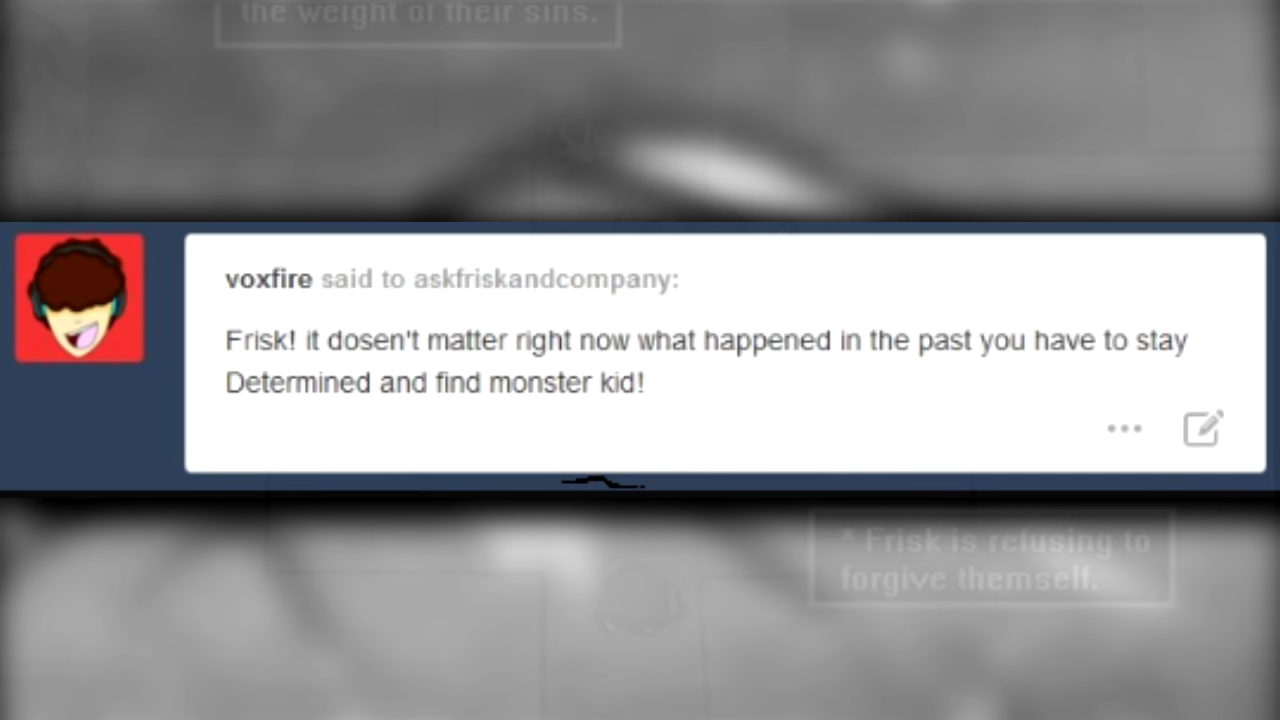 the weight of their sins.
voxfire said to askfriskandcompany:
Frisk! it dosen't matter right now what happened in the past you have to stay
Determined and find monster kid!
* Frisk is refusing to
forgive themself.